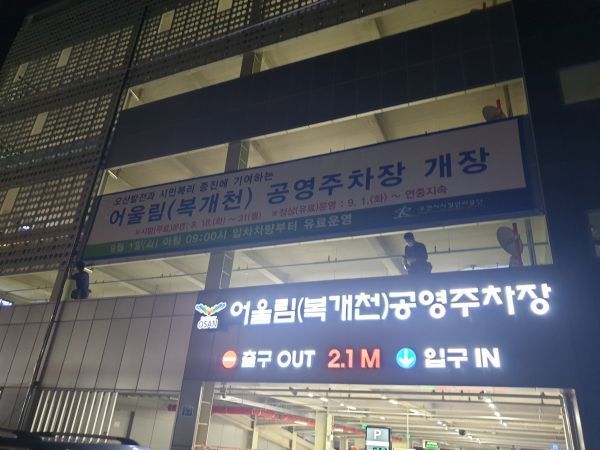 오산발전과 시민복리 증진에 기여하는
어울림(복개천) 공영주차장 개장
※시범(무료)운영: 8. 18.(화) ~ 31(월) ※정상(유료)운영: 9. 1.(화) ~ 연중지속
9월 1일(화) 아침 09:00시 입차차량부터 유료운영
오산시시설관리공단
OSAN
어울림(복개천)공영주차장
출구 OUT 2.1 M 입구 IN
P